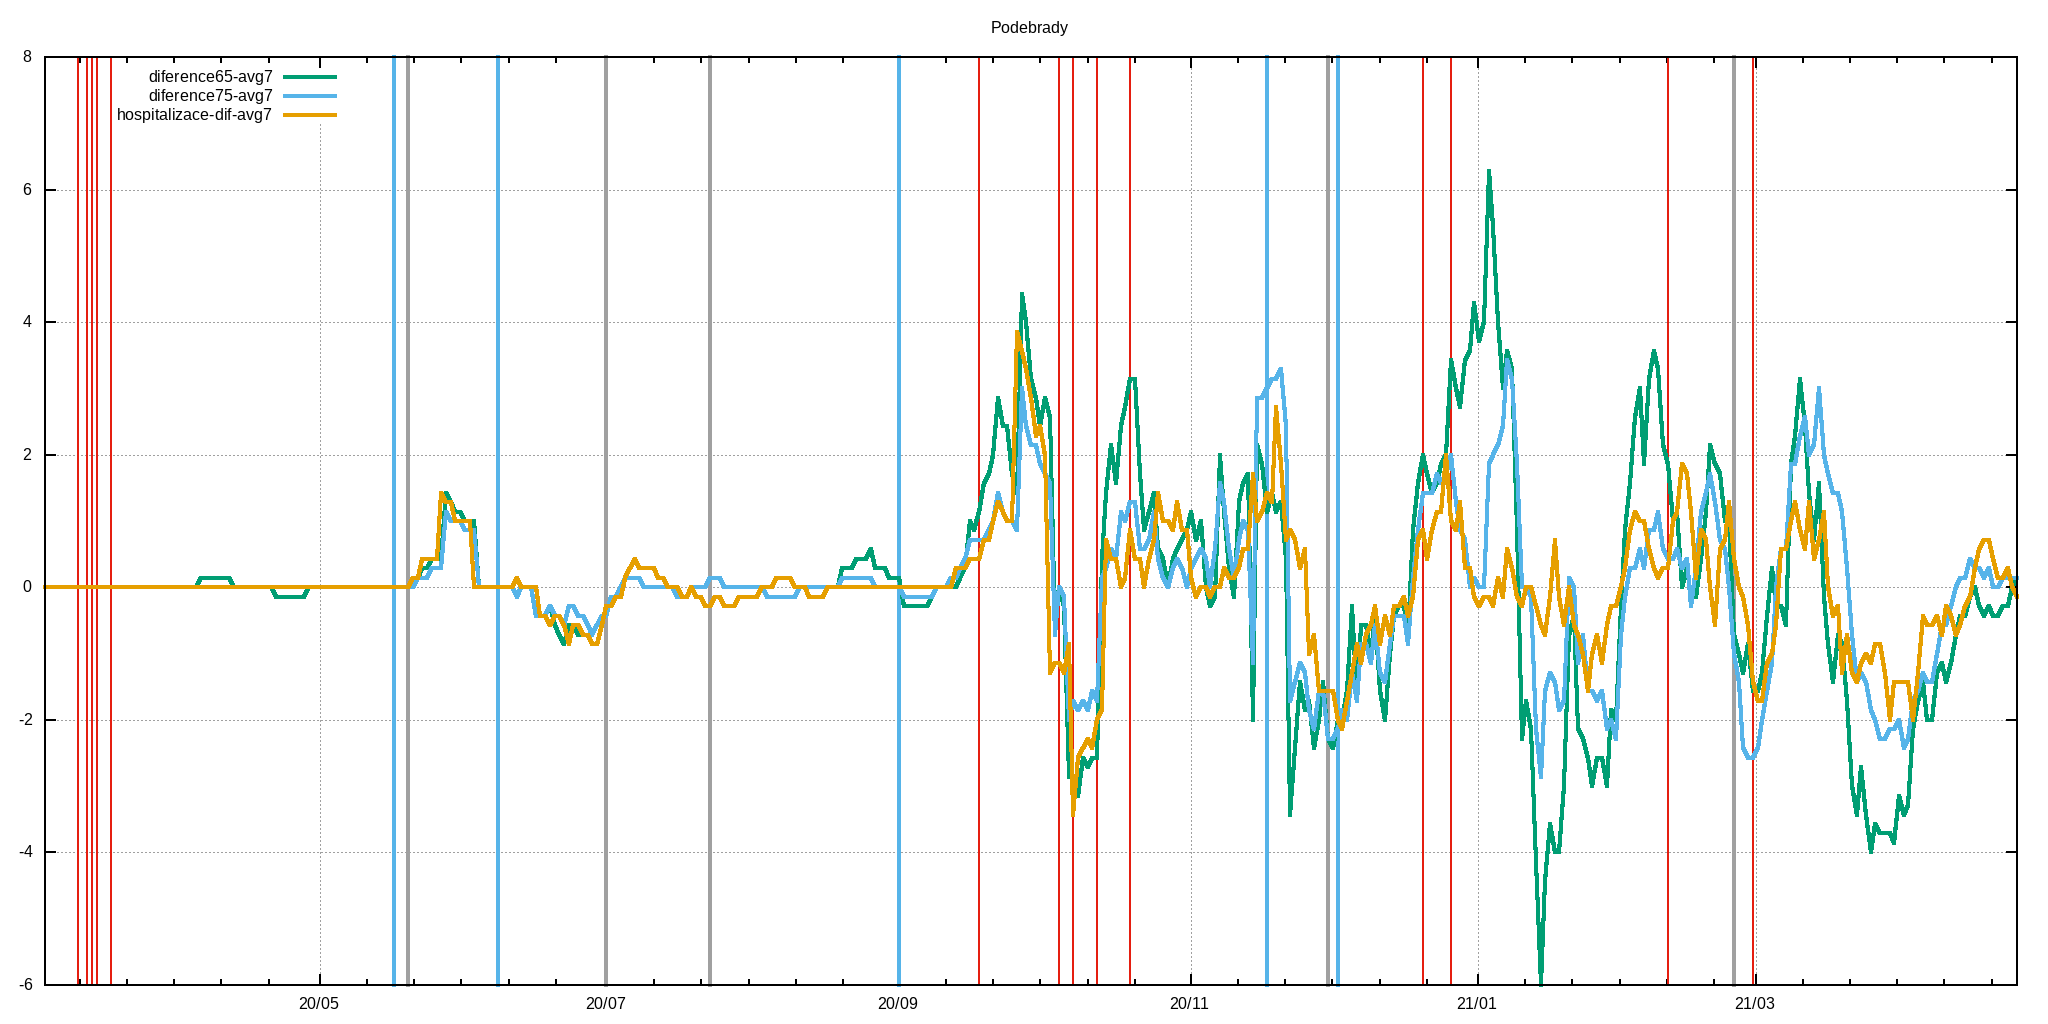 Podebrady
diference65-avg7
diference75-avg7
hospitalizace-dif-avg7
8
6
4
2
0
-2
-4
-6
20/05 20/07 20/09 20/11 21/01 21/03